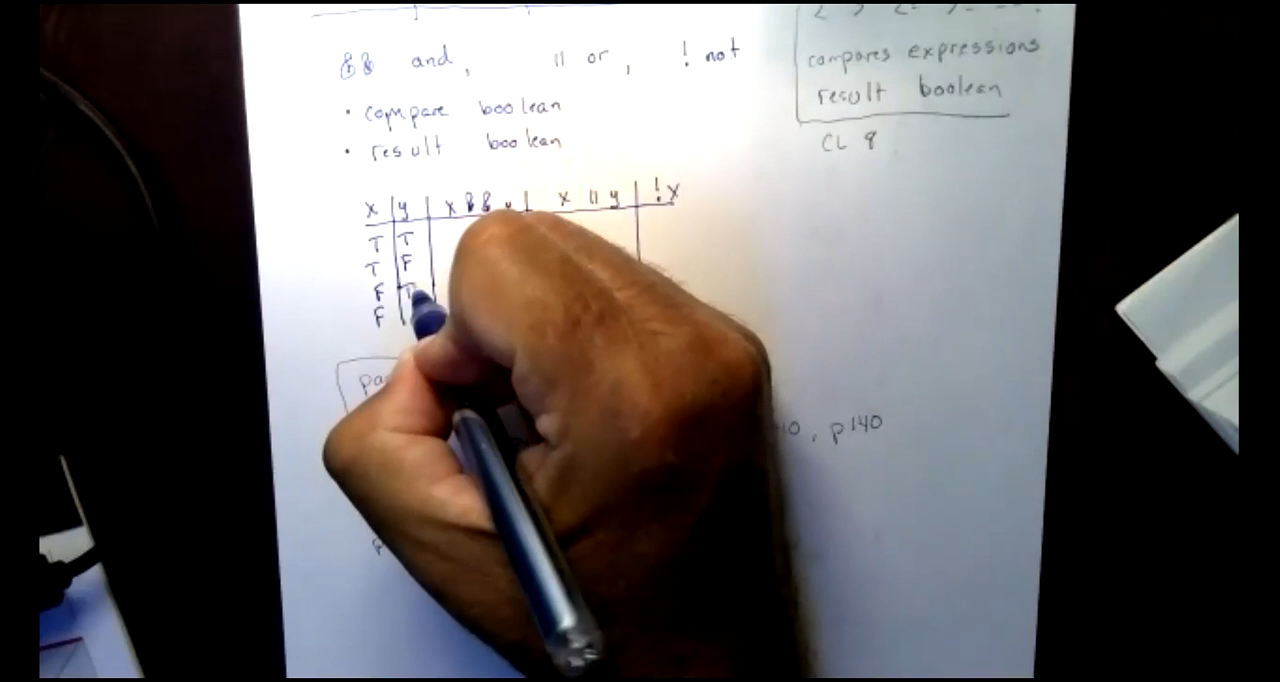 && and, || or, ! not
• compare boolean
• result boolean
x | y | x && y | x || y | !x
T T
T F
F T
F
compares expressions
result boolean
CL 8
p140